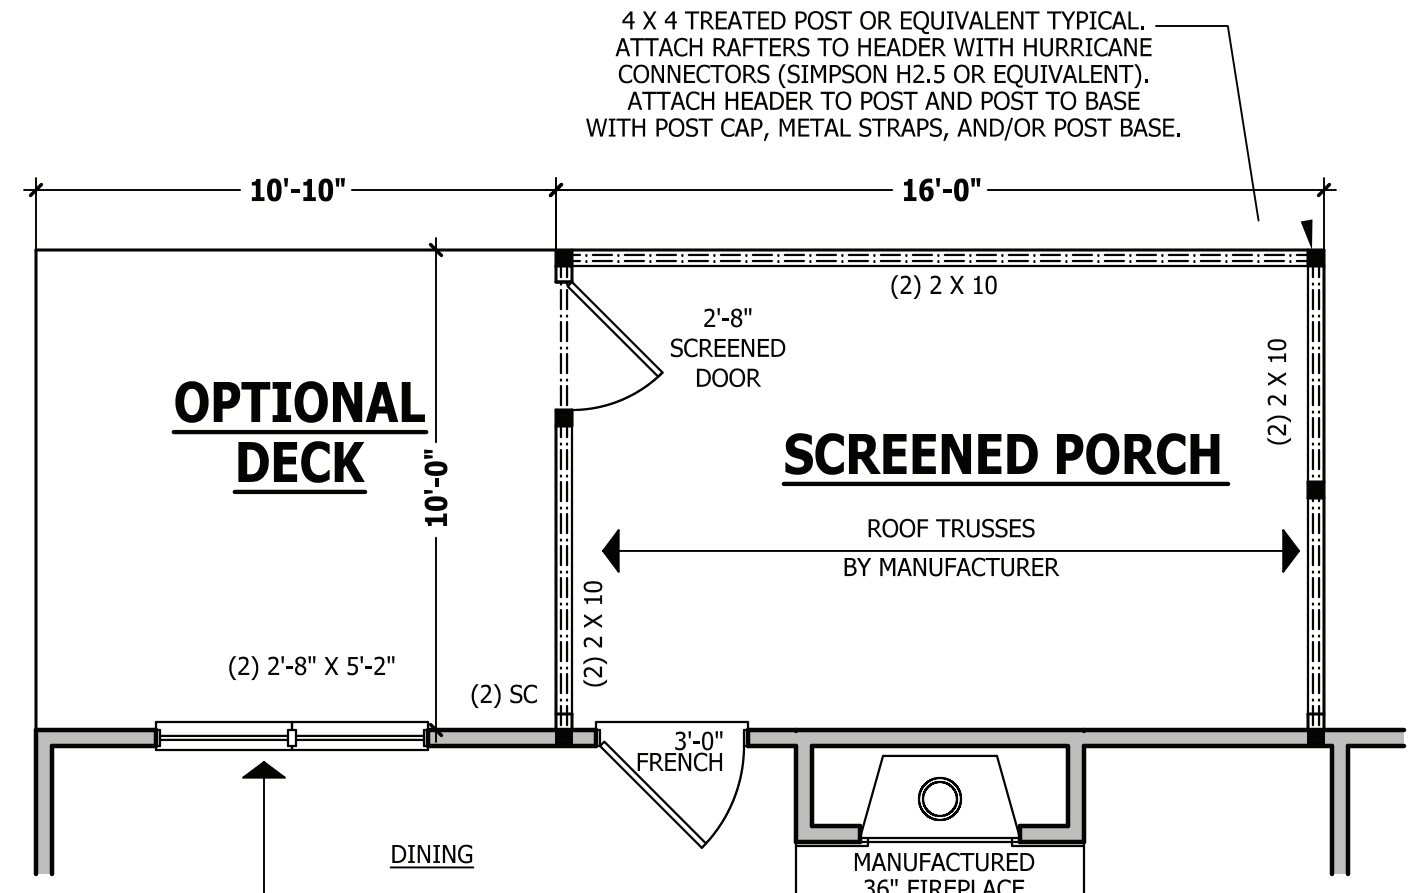 4 X 4 TREATED POST OR EQUIVALENT TYPICAL.
ATTACH RAFTERS TO HEADER WITH HURRICANE
CONNECTORS (SIMPSON H2.5 OR EQUIVALENT).
ATTACH HEADER TO POST AND POST TO BASE
WITH POST CAP, METAL STRAPS, AND/OR POST BASE.
10'-10"
16'-0"
(2) 2 X 10
2'-8"
SCREENED
DOOR
(2) 2 X 10
OPTIONAL
DECK
10'-0"
SCREENED PORCH
ROOF TRUSSES
BY MANUFACTURER
(2) 2 X 10
(2) 2'-8" X 5'-2"
(2) SC
3'-0"
FRENCH
DINING
MANUFACTURED
36" FIREPLACE